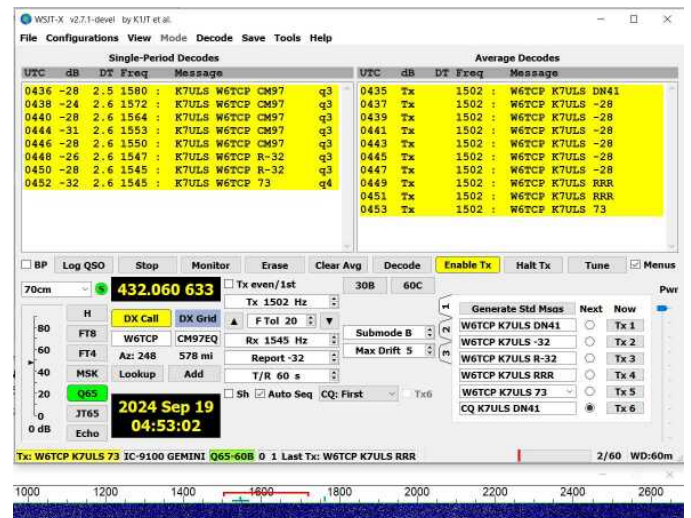 WSJT-X v2.7.1-devel by K1JT et al.
File Configurations View Mode Decode Save Tools Help
Single-Period Decodes
UTC dB DT Freq Message
0436 -28 2.5 1580 : K7ULS W6TCP CM97 q3
0438 -24 2.6 1572 : K7ULS W6TCP CM97 q3
0440 -28 2.6 1564 : K7ULS W6TCP CM97 q3
0444 -31 2.6 1553 : K7ULS W6TCP CM97 q3
0446 -28 2.6 1550 : K7ULS W6TCP CM97 q3
0448 -26 2.6 1547 : K7ULS W6TCP R-32 q3
0450 -28 2.6 1545 : K7ULS W6TCP R-32 q3
0452 -32 2.6 1545 : K7ULS W6TCP 73 q4
Average Decodes
UTC dB DT Freq Message
0435 Tx 1502 : W6TCP K7ULS DN41
0437 Tx 1502 : W6TCP K7ULS -28
0439 Tx 1502 : W6TCP K7ULS -28
0441 Tx 1502 : W6TCP K7ULS -28
0443 Tx 1502 : W6TCP K7ULS -28
0445 Tx 1502 : W6TCP K7ULS -28
0447 Tx 1502 : W6TCP K7ULS -28
0449 Tx 1502 : W6TCP K7ULS RRR
0451 Tx 1502 : W6TCP K7ULS RRR
0453 Tx 1502 : W6TCP K7ULS 73
BP Log QSO Stop Monitor Erase Clear Avg Decode Enable Tx Halt Tx Tune Menus
70cm S 432.060 633 Tx even/1st 30B 60C Pwr
H DX Call DX Grid Tx 1502 Hz
FT8 W6TCP CM97EQ F Tol 20
FT4 Az: 248 578 mi Rx 1545 Hz Submode B
MSK Lookup Add Report -32 Max Drift 5
Q65 T/R 60 s
JT65 2024 Sep 19 Sh Auto Seq CQ: First Tx6
Echo 04:53:02
-80
-60
-40
-20
-0
0 dB
1
2
3
Generate Std Msgs Next Now
W6TCP K7ULS DN41 Tx 1
W6TCP K7ULS -32 Tx 2
W6TCP K7ULS R-32 Tx 3
W6TCP K7ULS RRR Tx 4
W6TCP K7ULS 73 Tx 5
CQ K7ULS DN41 Tx 6
Tx: W6TCP K7ULS 73 IC-9100 GEMINI Q65-60B 0 1 Last Tx: W6TCP K7ULS RRR 2/60 WD:60m
1000 1200 1400 1600 1800 2000 2200 2400 2600